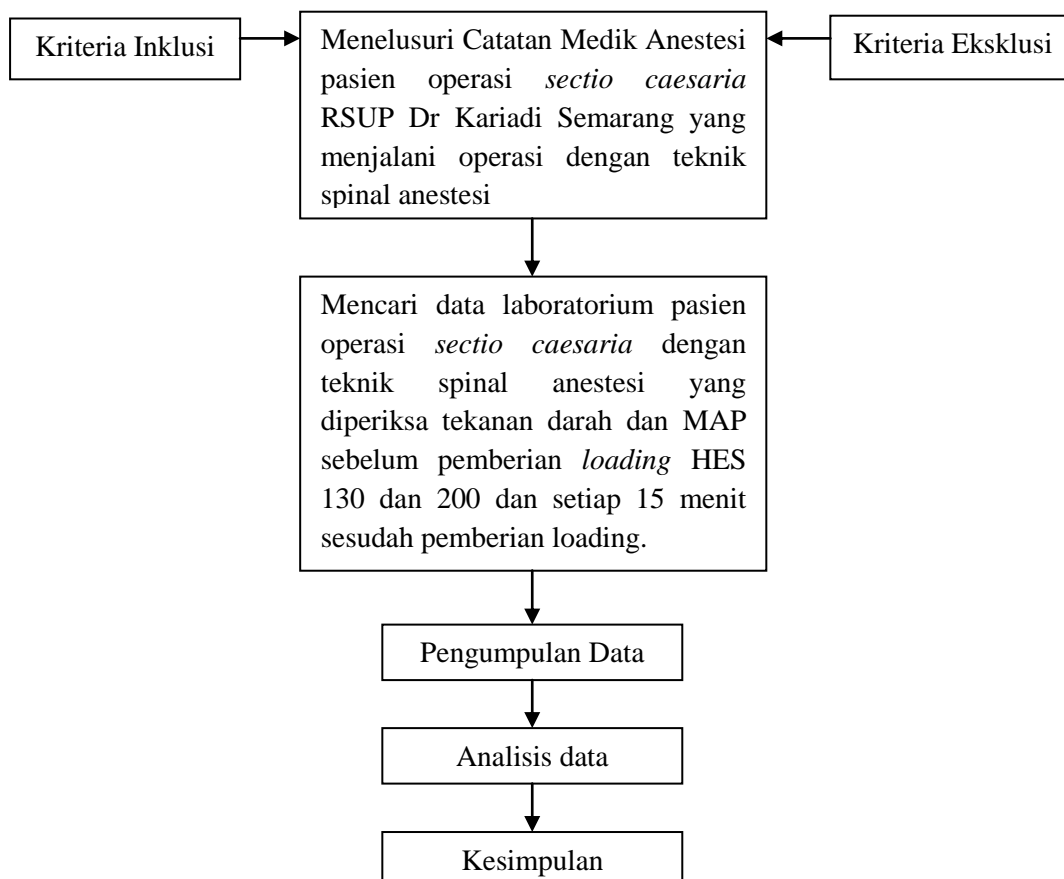 Kriteria Inklusi
Menelusuri Catatan Medik Anestesi
pasien operasi sectio caesaria
RSUP Dr Kariadi Semarang yang
menjalani operasi dengan teknik
spinal anestesi
Kriteria Eksklusi
Mencari data laboratorium pasien
operasi sectio caesaria dengan
teknik spinal anestesi yang
diperiksa tekanan darah dan MAP
sebelum pemberian loading HES
130 dan 200 dan setiap 15 menit
sesudah pemberian loading.
Pengumpulan Data
Analisis data
Kesimpulan